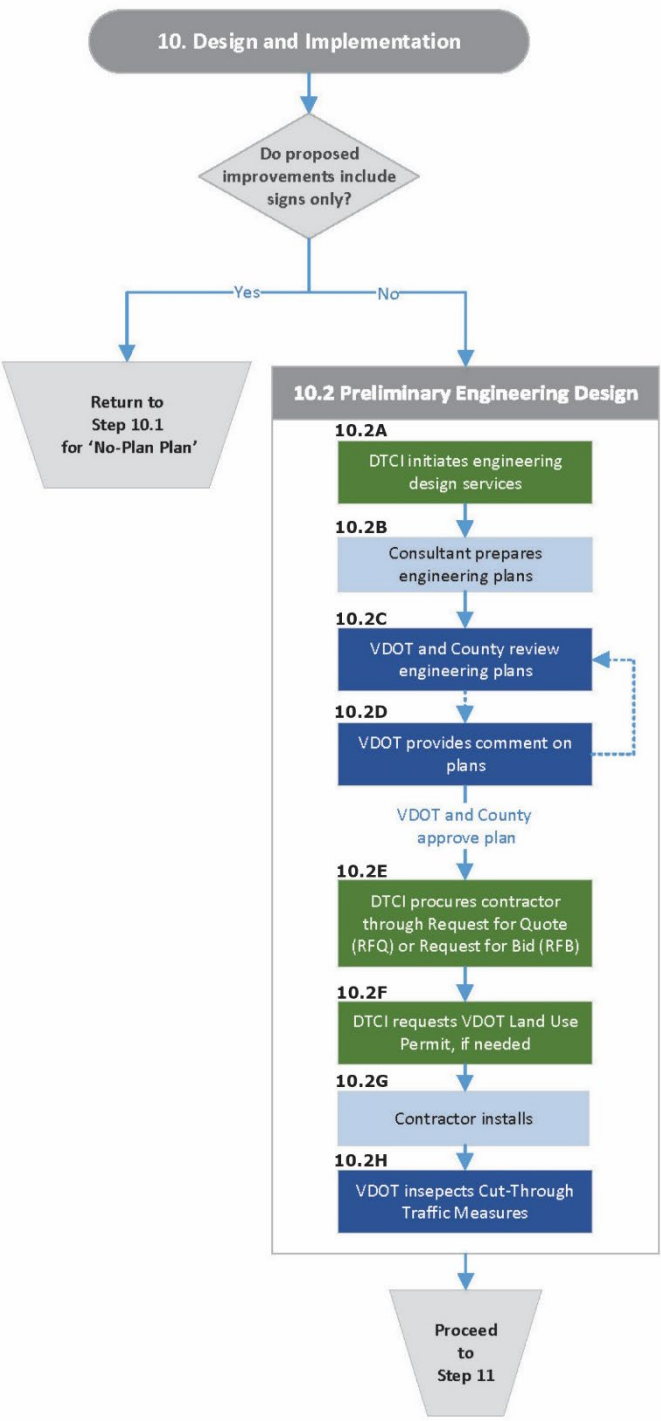 10. Design and Implementation
Do proposed
improvements include
signs only?
Yes
No
Return to
Step 10.1
for ‘No-Plan Plan’
10.2 Preliminary Engineering Design
10.2A
DTCI initiates engineering
design services
10.2B
Consultant prepares
engineering plans
10.2C
VDOT and County review
engineering plans
10.2D
VDOT provides comment on
plans
VDOT and County
approve plan
10.2E
DTCI procures contractor
through Request for Quote
(RFQ) or Request for Bid (RFB)
10.2F
DTCI requests VDOT Land Use
Permit, if needed
10.2G
Contractor installs
10.2H
VDOT insepects Cut-Through
Traffic Measures
Proceed
to
Step 11